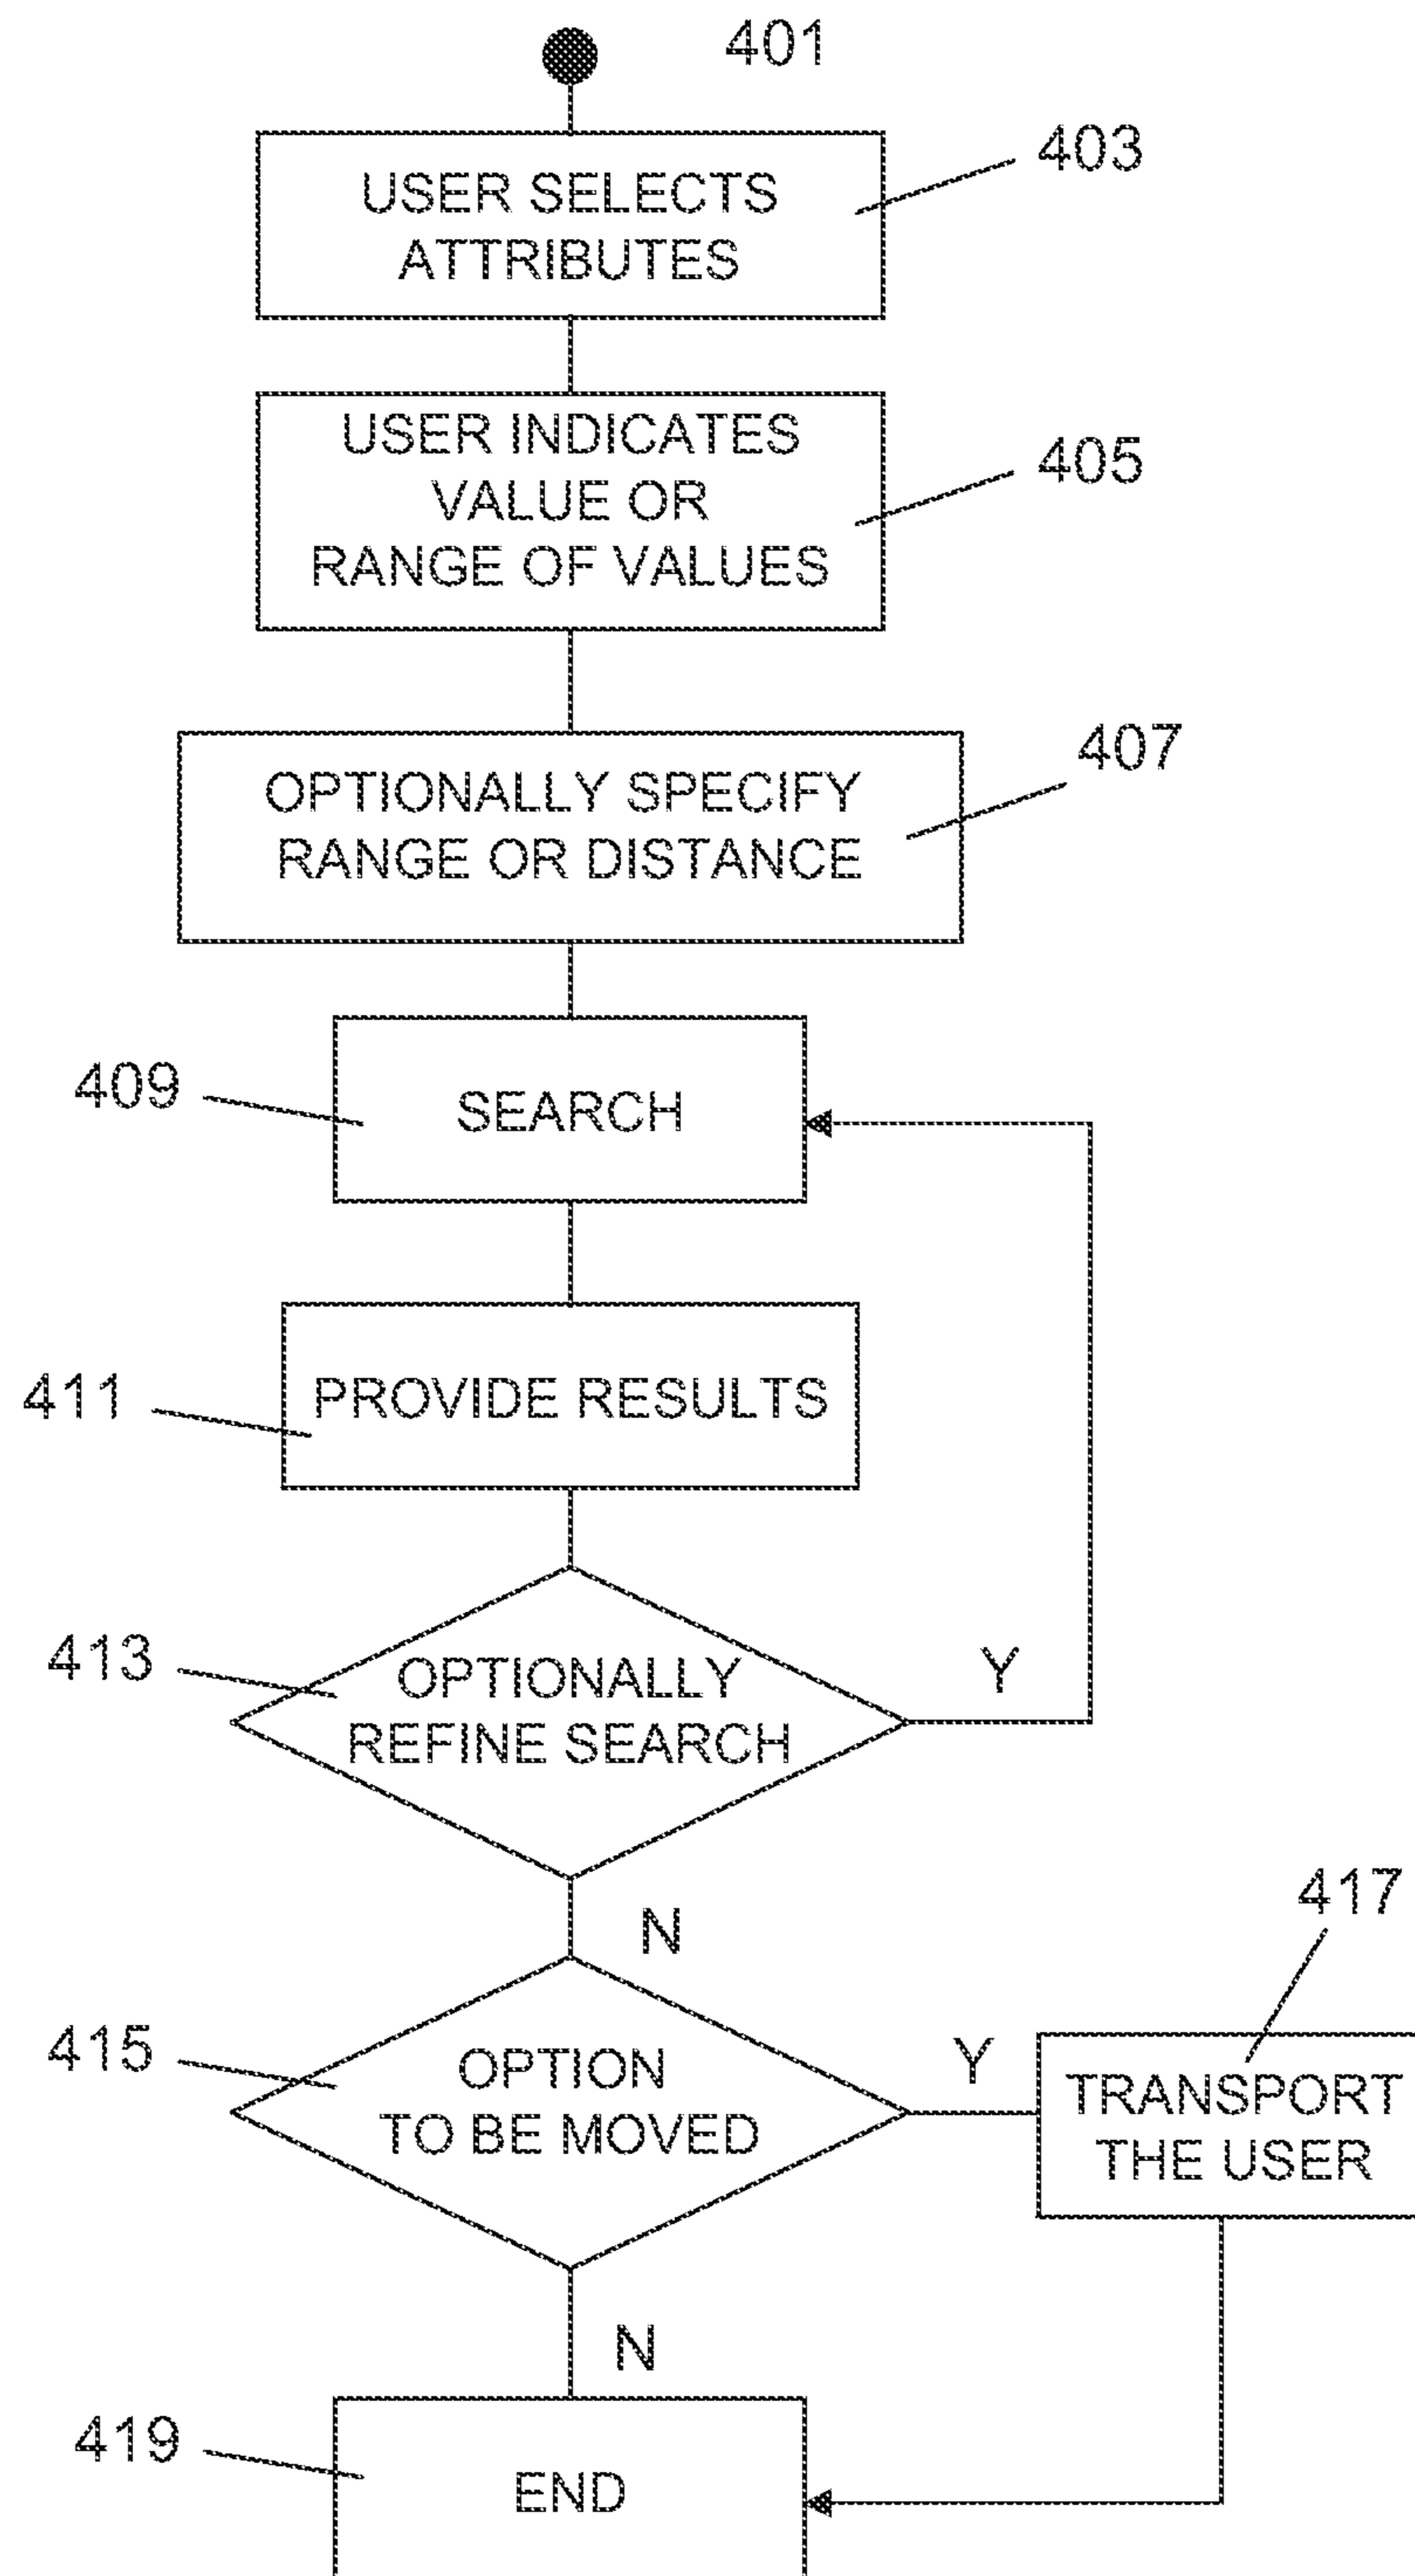 401
403
USER SELECTS
ATTRIBUTES
405
USER INDICATES
VALUE OR
RANGE OF VALUES
407
OPTIONALLY SPECIFY
RANGE OR DISTANCE
409
SEARCH
411
PROVIDE RESULTS
413
OPTIONALLY
REFINE SEARCH
Y
N
417
415
OPTION
TO BE MOVED
Y
TRANSPORT
THE USER
N
419
END